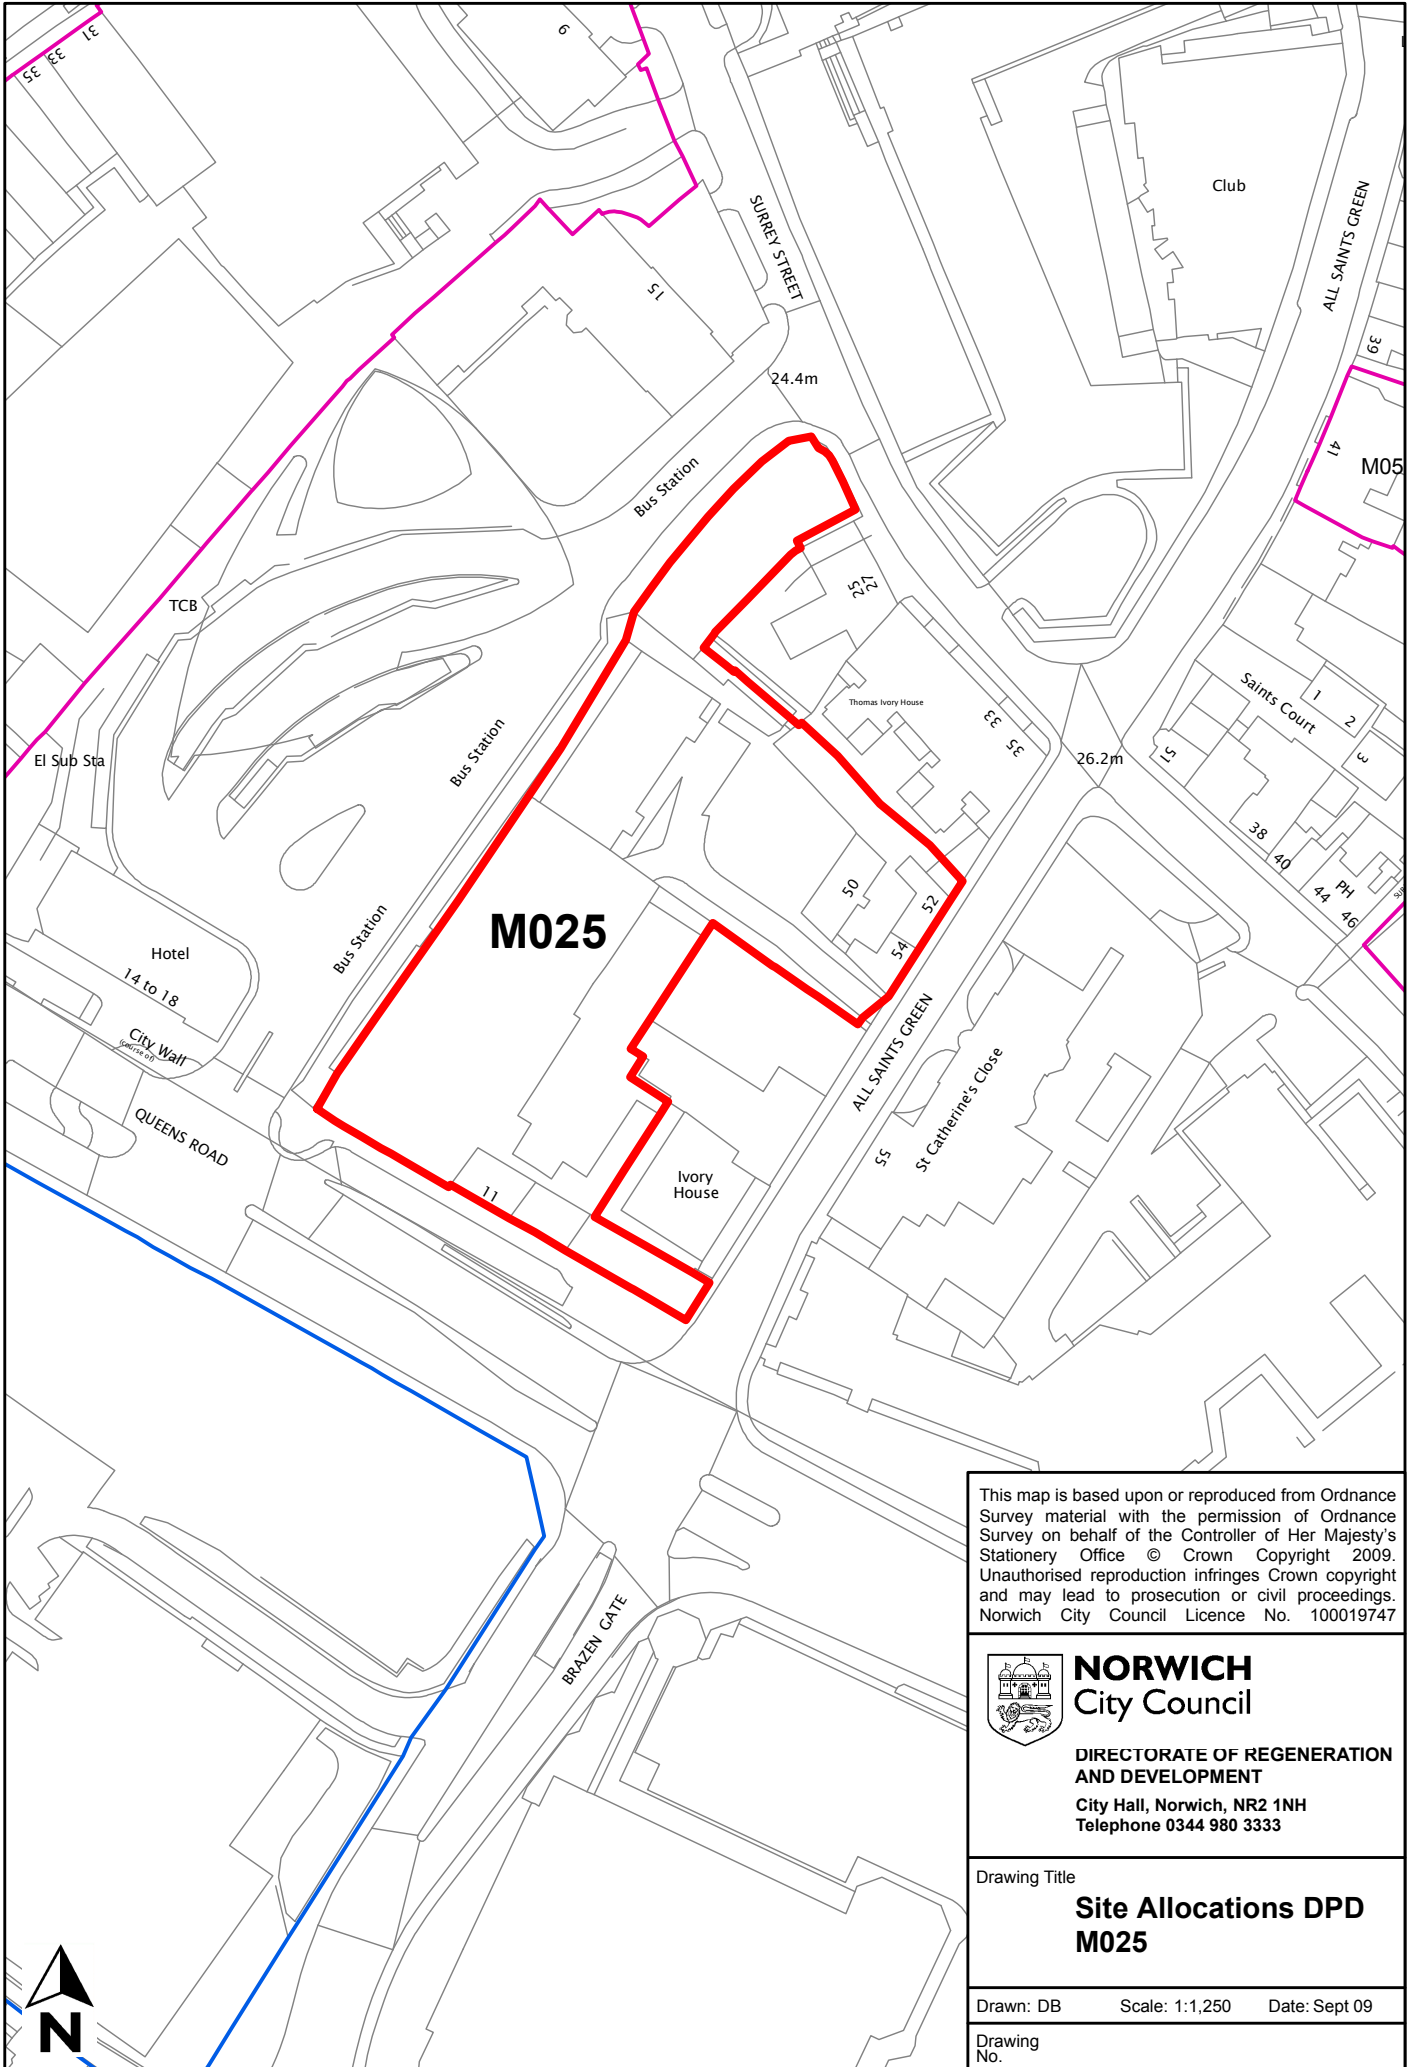 31
33
35
9
Club
SURREY STREET
ALL SAINTS GREEN
15
39
24.4m
41
M05
Bus Station
25
27
TCB
Thomas Ivory House
Saints Court
1
2
3
33
35
El Sub Sta
Bus Station
26.2m
51
38
40
44
PH
46
50
52
54
M025
Bus Station
Hotel
14 to 18
City Wall
(course of)
QUEENS ROAD
ALL SAINTS GREEN
St Catherine's Close
55
11
Ivory
House
BRAZEN GATE
This map is based upon or reproduced from Ordnance
Survey material with the permission of Ordnance
Survey on behalf of the Controller of Her Majesty's
Stationery Office © Crown Copyright 2009.
Unauthorised reproduction infringes Crown copyright
and may lead to prosecution or civil proceedings.
Norwich City Council Licence No. 100019747
NORWICH
City Council
DIRECTORATE OF REGENERATION
AND DEVELOPMENT
City Hall, Norwich, NR2 1NH
Telephone 0344 980 3333
Drawing Title
Site Allocations DPD
M025
Drawn: DB Scale: 1:1,250 Date: Sept 09
Drawing
No.
N